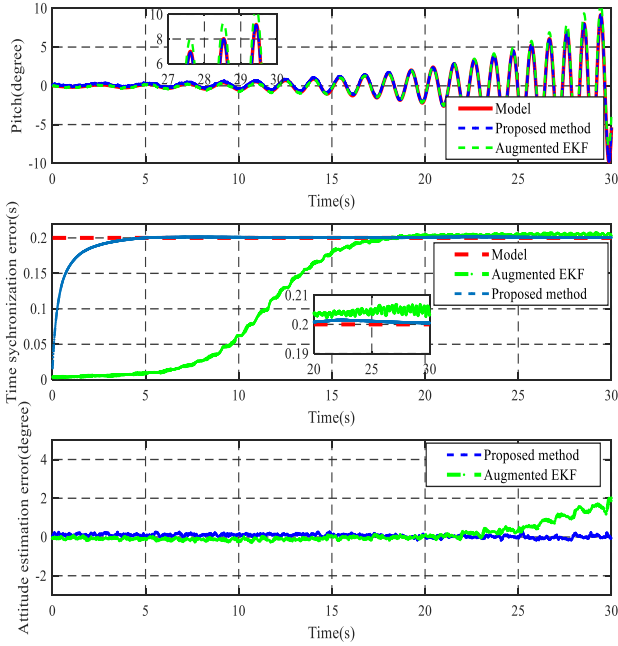 10
5
0
-5
-10
Pitch(degree)
10
8
6
27 28 29 30
Model
Proposed method
Augmented EKF
0 5 10 15 20 25 30
Time(s)
0.2
0.15
0.1
0.05
0
Time sychronization error(s)
Model
Augmented EKF
Proposed method
0.21
0.2
0.19
20 25 30
0 5 10 15 20 25 30
Time(s)
4
2
0
-2
Attitude estimation error(degree)
Proposed method
Augmented EKF
0 5 10 15 20 25 30
Time(s)